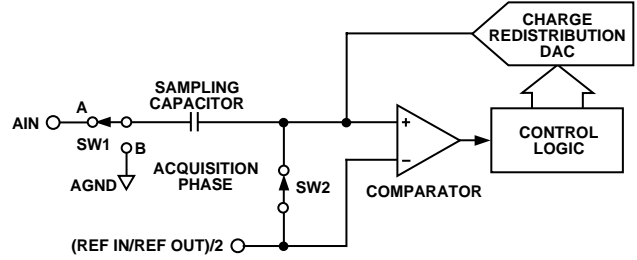 CHARGE
REDISTRIBUTION
DAC
SAMPLING
CAPACITOR
A
AIN
SW1
B
+
–
CONTROL
LOGIC
ACQUISITION
PHASE
SW2
COMPARATOR
AGND
(REF IN/REF OUT)/2